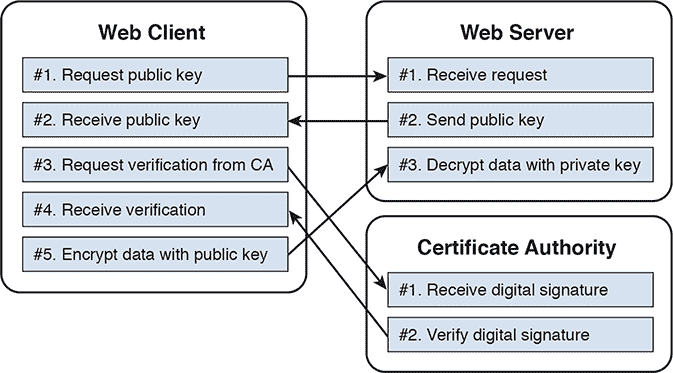 Web Client
#1. Request public key
#2. Receive public key
#3. Request verification from CA
#4. Receive verification
#5. Encrypt data with public key
Web Server
#1. Receive request
#2. Send public key
#3. Decrypt data with private key
Certificate Authority
#1. Receive digital signature
#2. Verify digital signature